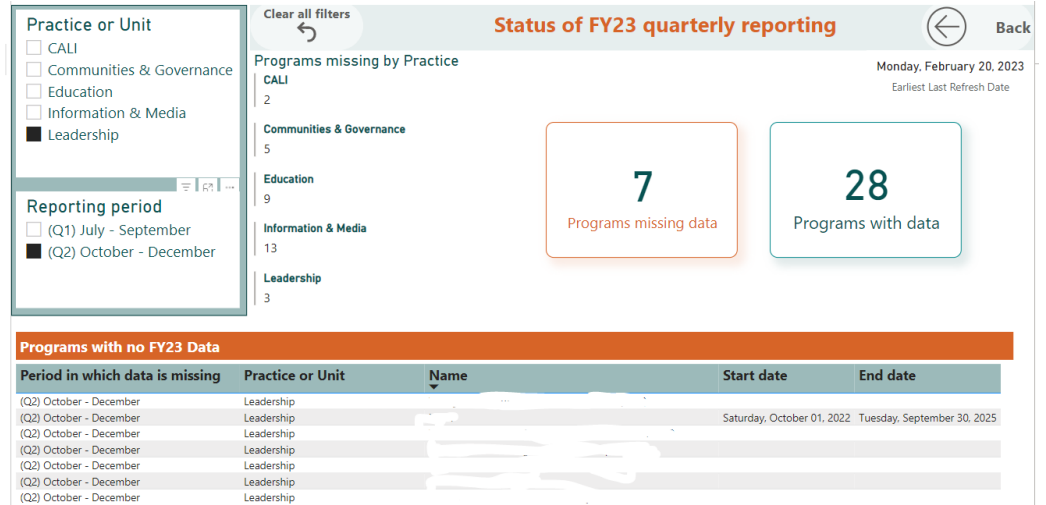 Practice or Unit
CALI
Communities & Governance
Education
Information & Media
Leadership
Reporting period
(Q1) July - September
(Q2) October - December
Clear all filters
Status of FY23 quarterly reporting
Back
Programs missing by Practice
CALI
2
Communities & Governance
5
Education
9
Information & Media
13
Leadership
3
Monday, February 20, 2023
Earliest Last Refresh Date
7
Programs missing data
28
Programs with data
Programs with no FY23 Data
Period in which data is missing Practice or Unit Name Start date End date
(Q2) October - December Leadership
(Q2) October - December Leadership Saturday, October 01, 2022 Tuesday, September 30, 2025
(Q2) October - December Leadership
(Q2) October - December Leadership
(Q2) October - December Leadership
(Q2) October - December Leadership
(Q2) October - December Leadership